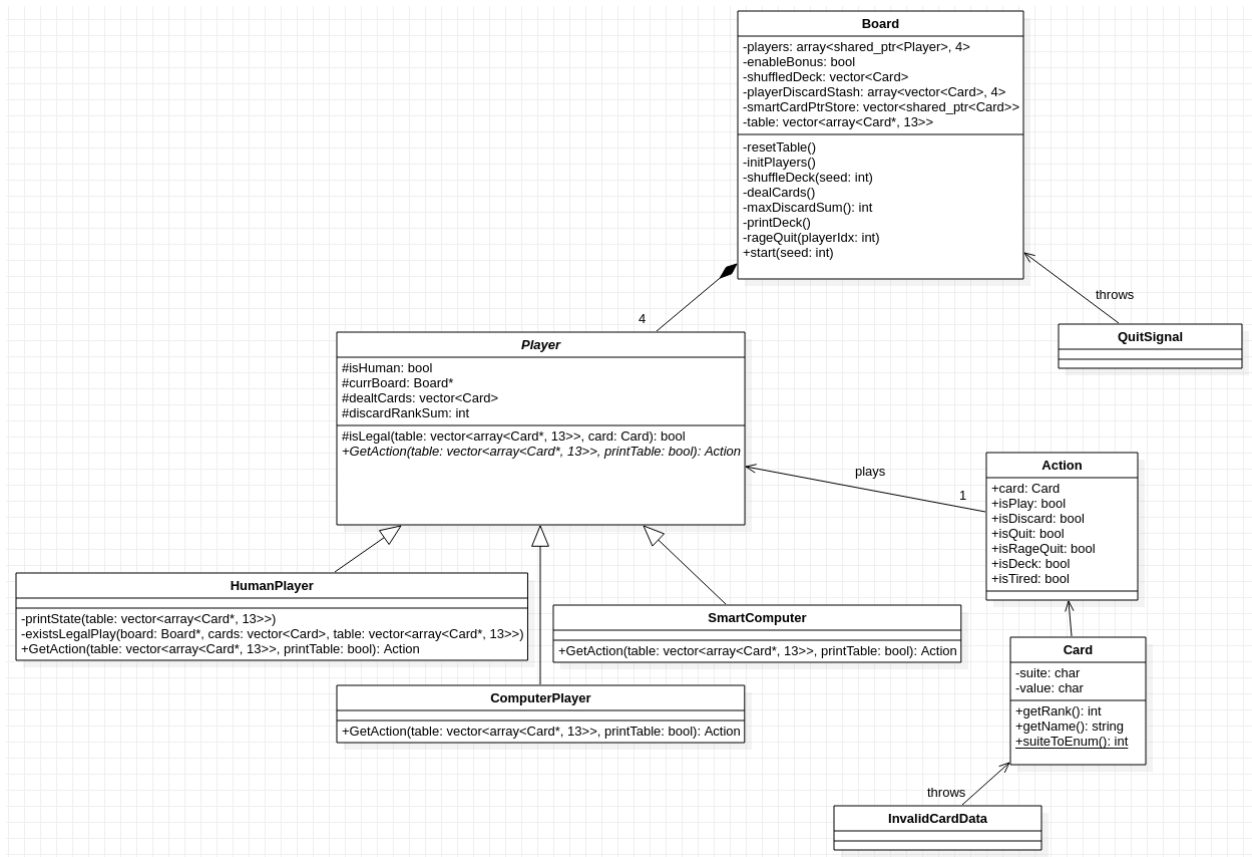 Board
-players: array<shared_ptr<Player>, 4>
-enableBonus: bool
-shuffledDeck: vector<Card>
-playerDiscardStash: array<vector<Card>, 4>
-smartCardPtrStore: vector<shared_ptr<Card>>
-table: vector<array<Card*, 13>>
-resetTable()
-initPlayers()
-shuffleDeck(seed: int)
-dealCards()
-maxDiscardSum(): int
-printDeck()
-rageQuit(playerIdx: int)
+start(seed: int)
throws
QuitSignal
4
Player
#isHuman: bool
#currBoard: Board*
#dealtCards: vector<Card>
#discardRankSum: int
#isLegal(table: vector<array<Card*, 13>>, card: Card): bool
+GetAction(table: vector<array<Card*, 13>>, printTable: bool): Action
plays
1
Action
+card: Card
+isPlay: bool
+isDiscard: bool
+isQuit: bool
+isRageQuit: bool
+isDeck: bool
+isTired: bool
HumanPlayer
-printState(table: vector<array<Card*, 13>>)
-existsLegalPlay(board: Board*, cards: vector<Card>, table: vector<array<Card*, 13>>)
+GetAction(table: vector<array<Card*, 13>>, printTable: bool): Action
SmartComputer
+GetAction(table: vector<array<Card*, 13>>, printTable: bool): Action
ComputerPlayer
+GetAction(table: vector<array<Card*, 13>>, printTable: bool): Action
Card
-suite: char
-value: char
+getRank(): int
+getName(): string
+suiteToEnum(): int
throws
InvalidCardData